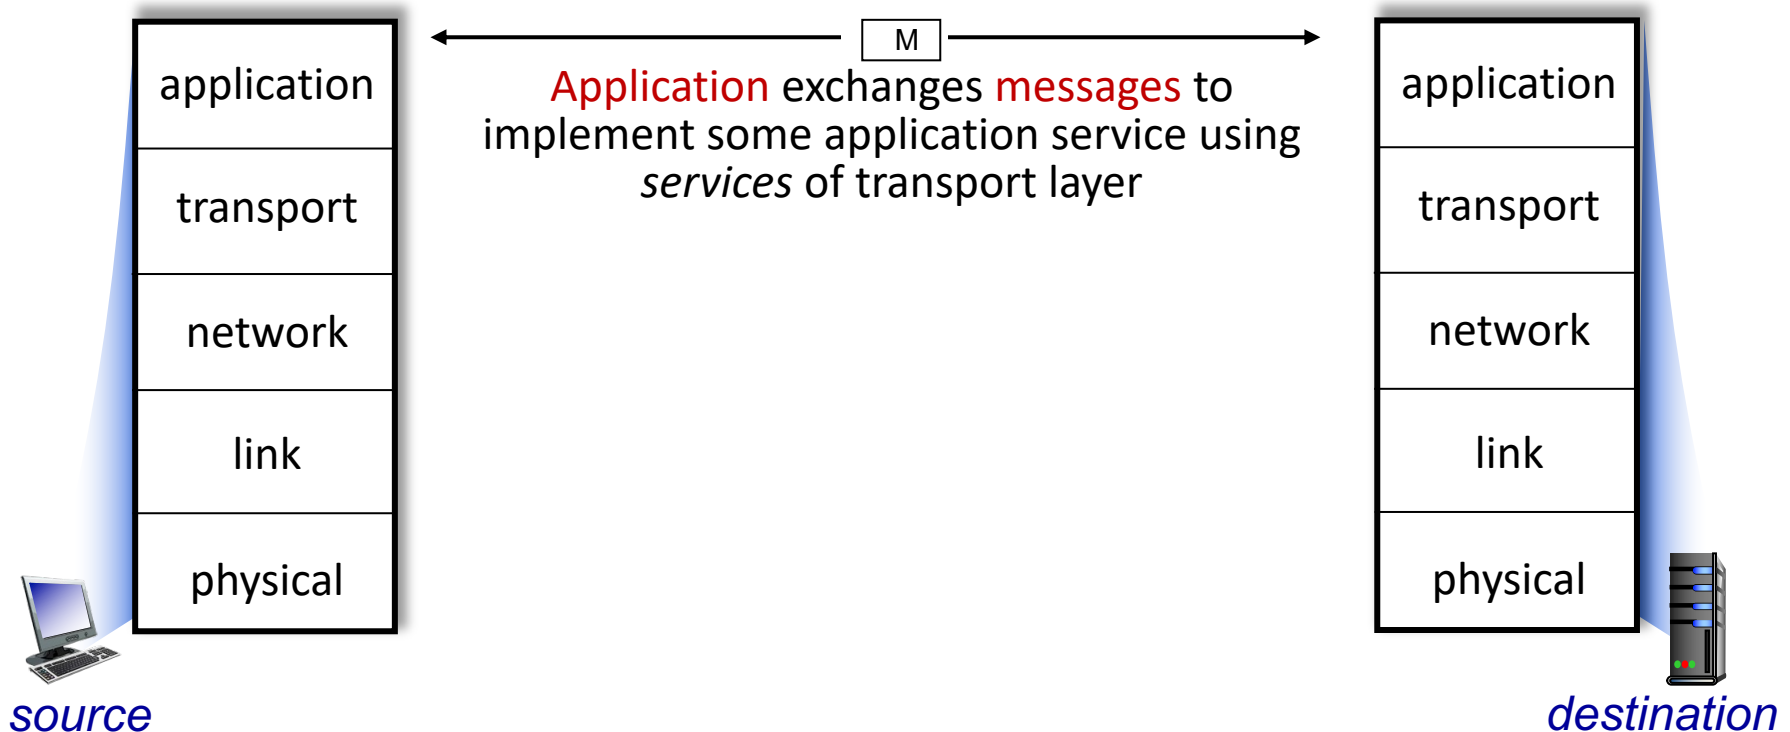 M
Application exchanges messages to
implement some application service using
services of transport layer
application
transport
network
link
physical
source
application
transport
network
link
physical
destination